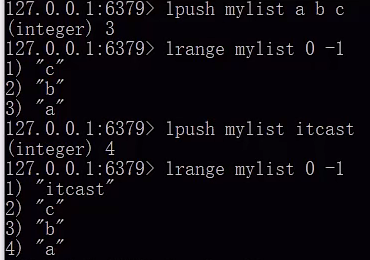 127.0.0.1:6379> lpush mylist a b c
(integer) 3
127.0.0.1:6379> lrange mylist 0 -1
1) "c"
2) "b"
3) "a"
127.0.0.1:6379> lpush mylist itcast
(integer) 4
127.0.0.1:6379> lrange mylist 0 -1
1) "itcast"
2) "c"
3) "b"
4) "a"